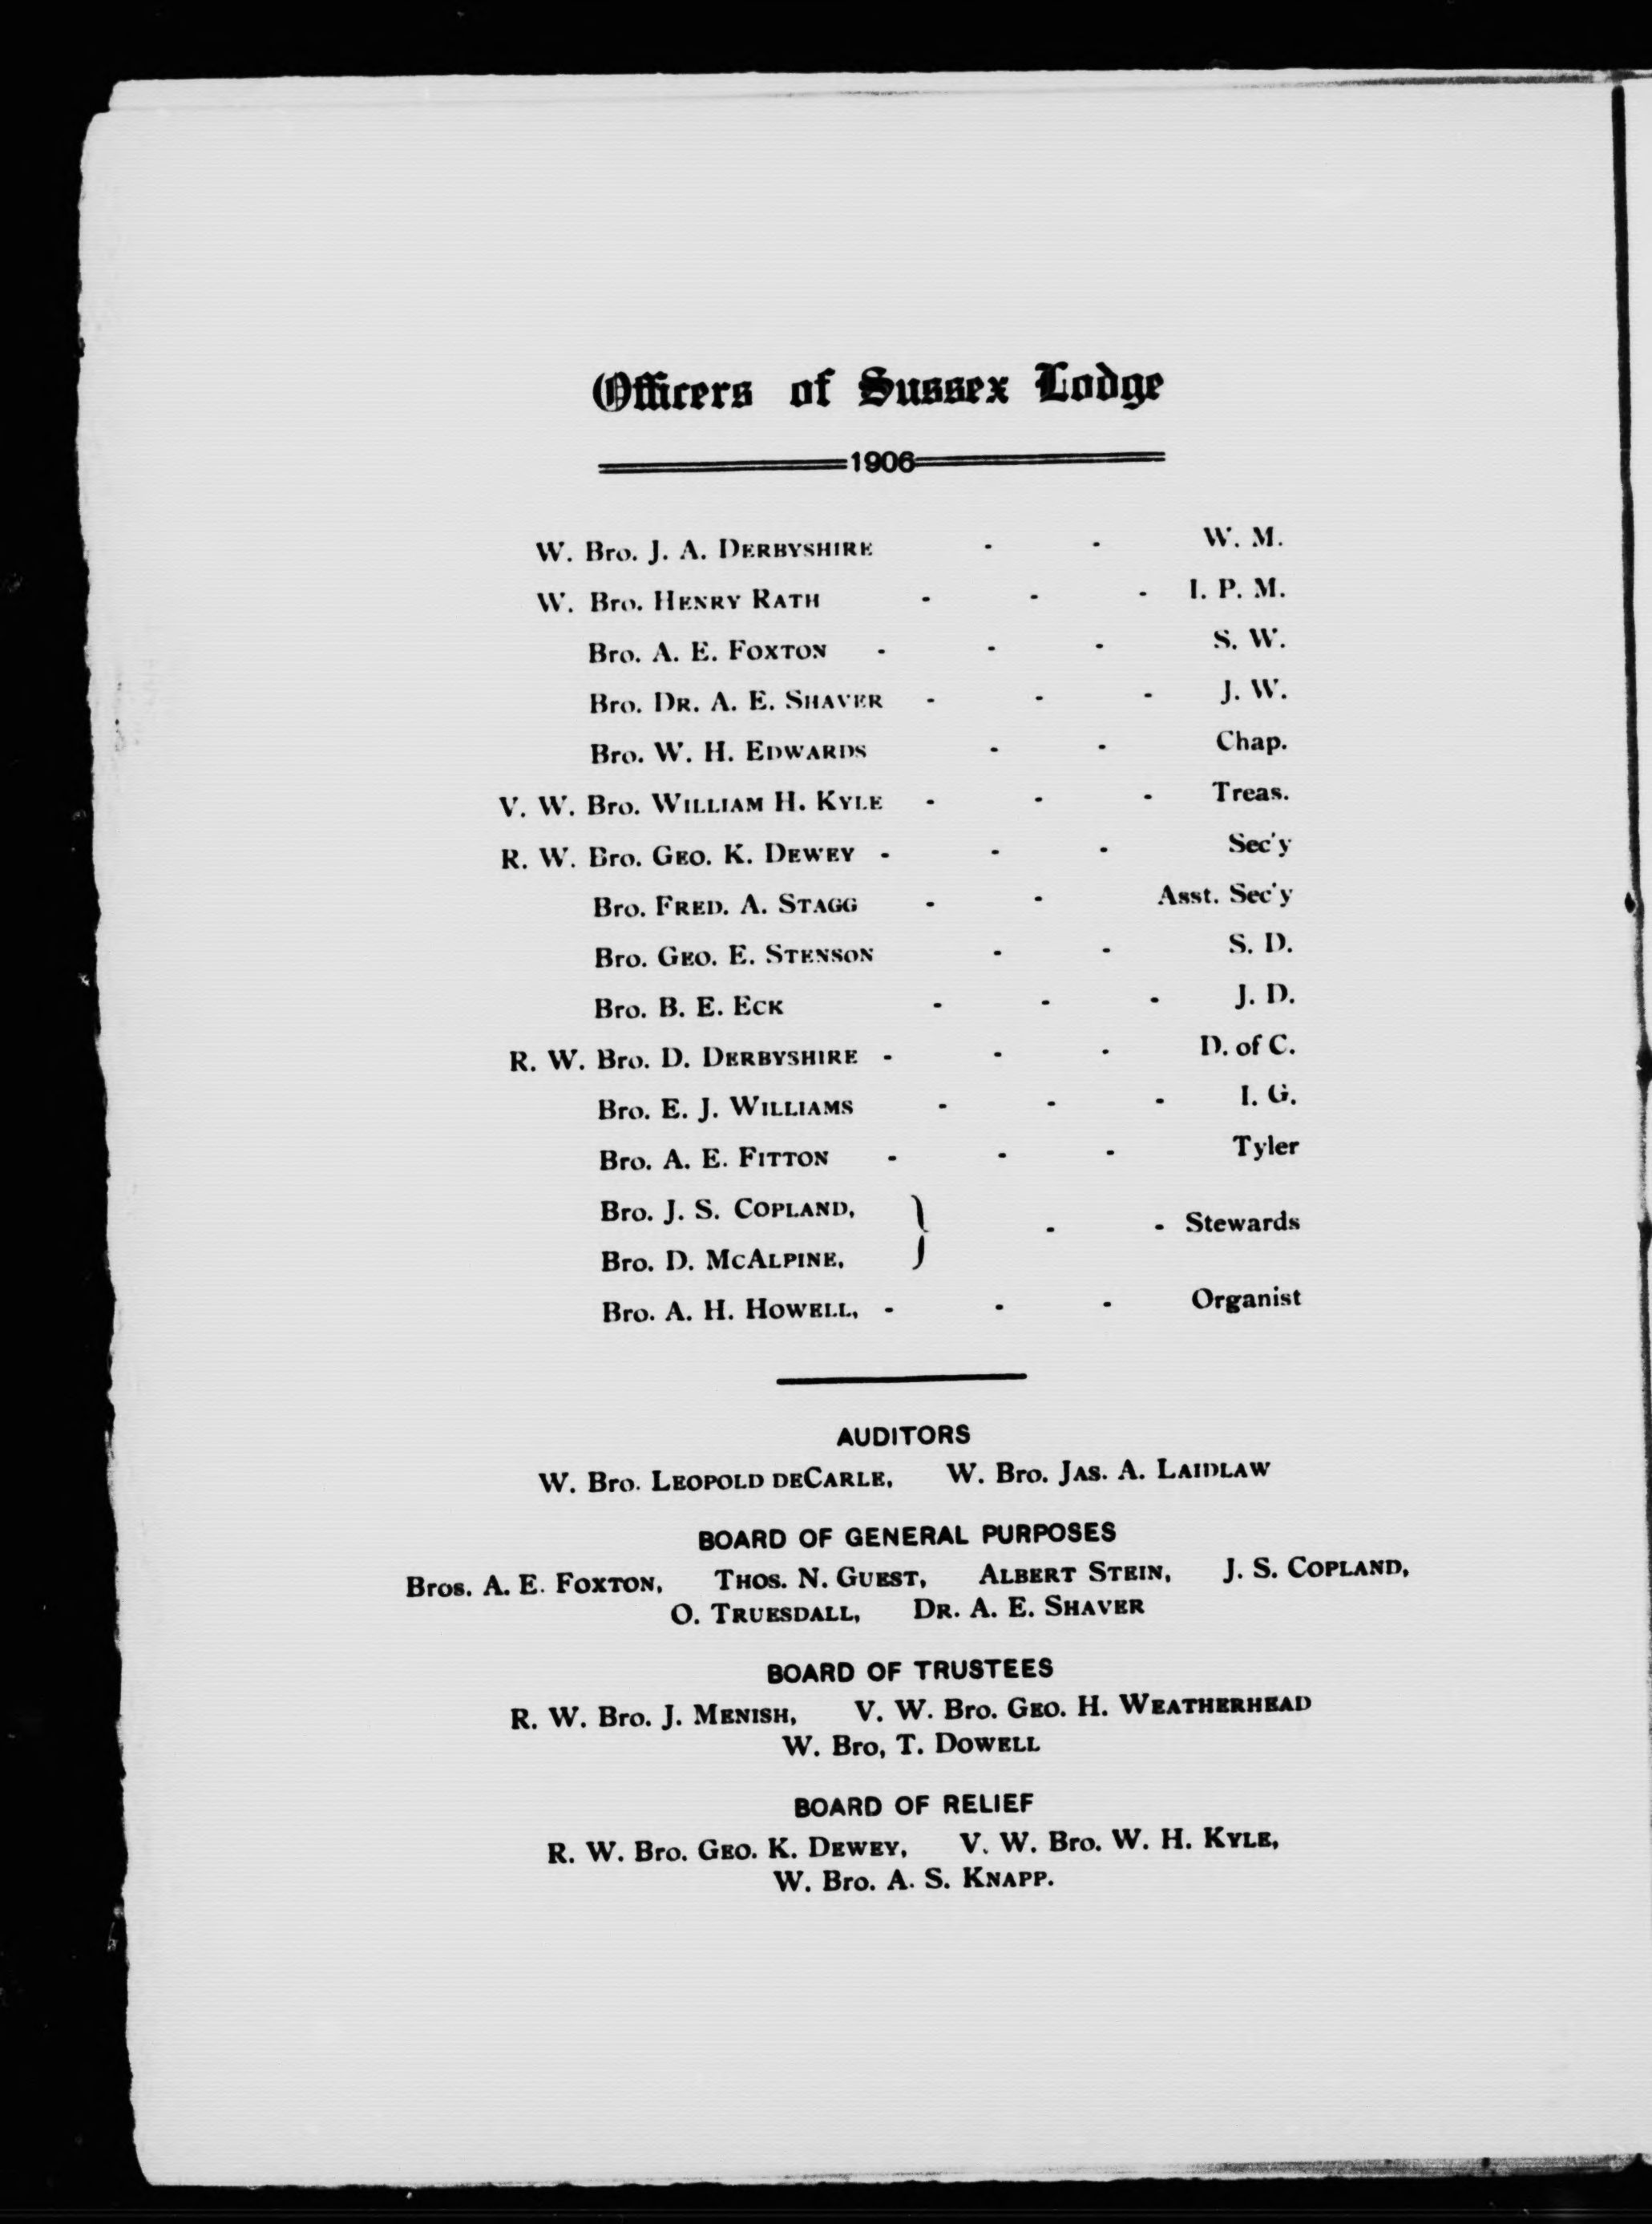 Officers of Sussex Lodge
1906
W. Bro. J. A. DERBYSHIRE - - W. M.
W. Bro. HENRY RATH - - - I. P. M.
Bro. A. E. FOXTON - - - S. W.
Bro. DR. A. E. SHAVER - - - J. W.
Bro. W. H. EDWARDS - - Chap.
V. W. Bro. WILLIAM H. KYLE - - - Treas.
R. W. Bro. GEO. K. DEWEY - - - Sec'y
Bro. FRED. A. STAGG - - Asst. Sec'y
Bro. GEO. E. STENSON - - S. D.
Bro. B. E. ECK - - - J. D.
R. W. Bro. D. DERBYSHIRE - - - D. of C.
Bro. E. J. WILLIAMS - - - I. G.
Bro. A. E. FITTON - - - Tyler
Bro. J. S. COPLAND,
} - - Stewards
Bro. D. MCALPINE,
Bro. A. H. HOWELL, - - - Organist
AUDITORS
W. Bro. LEOPOLD DECARLE, W. Bro. JAS. A. LAIDLAW
BOARD OF GENERAL PURPOSES
Bros. A. E. FOXTON, THOS. N. GUEST, ALBERT STEIN, J. S. COPLAND,
O. TRUESDALL, DR. A. E. SHAVER
BOARD OF TRUSTEES
R. W. Bro. J. MENISH, V. W. Bro. GEO. H. WEATHERHEAD
W. Bro, T. DOWELL
BOARD OF RELIEF
R. W. Bro. GEO. K. DEWEY, V. W. Bro. W. H. KYLE,
W. Bro. A. S. KNAPP.